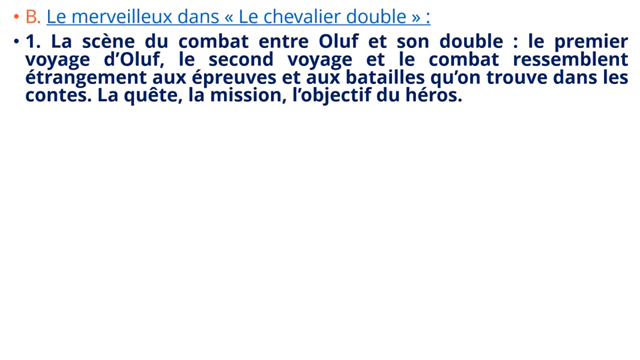 • B. Le merveilleux dans « Le chevalier double » :
• 1. La scène du combat entre Oluf et son double : le premier
voyage d’Oluf, le second voyage et le combat ressemblent
étrangement aux épreuves et aux batailles qu’on trouve dans les
contes. La quête, la mission, l’objectif du héros.